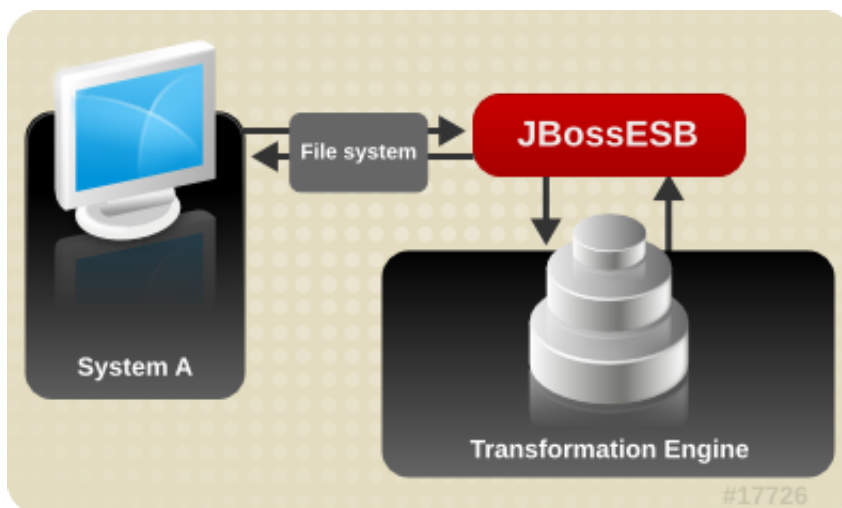 File system
JBossESB
System A
Transformation Engine
#17726